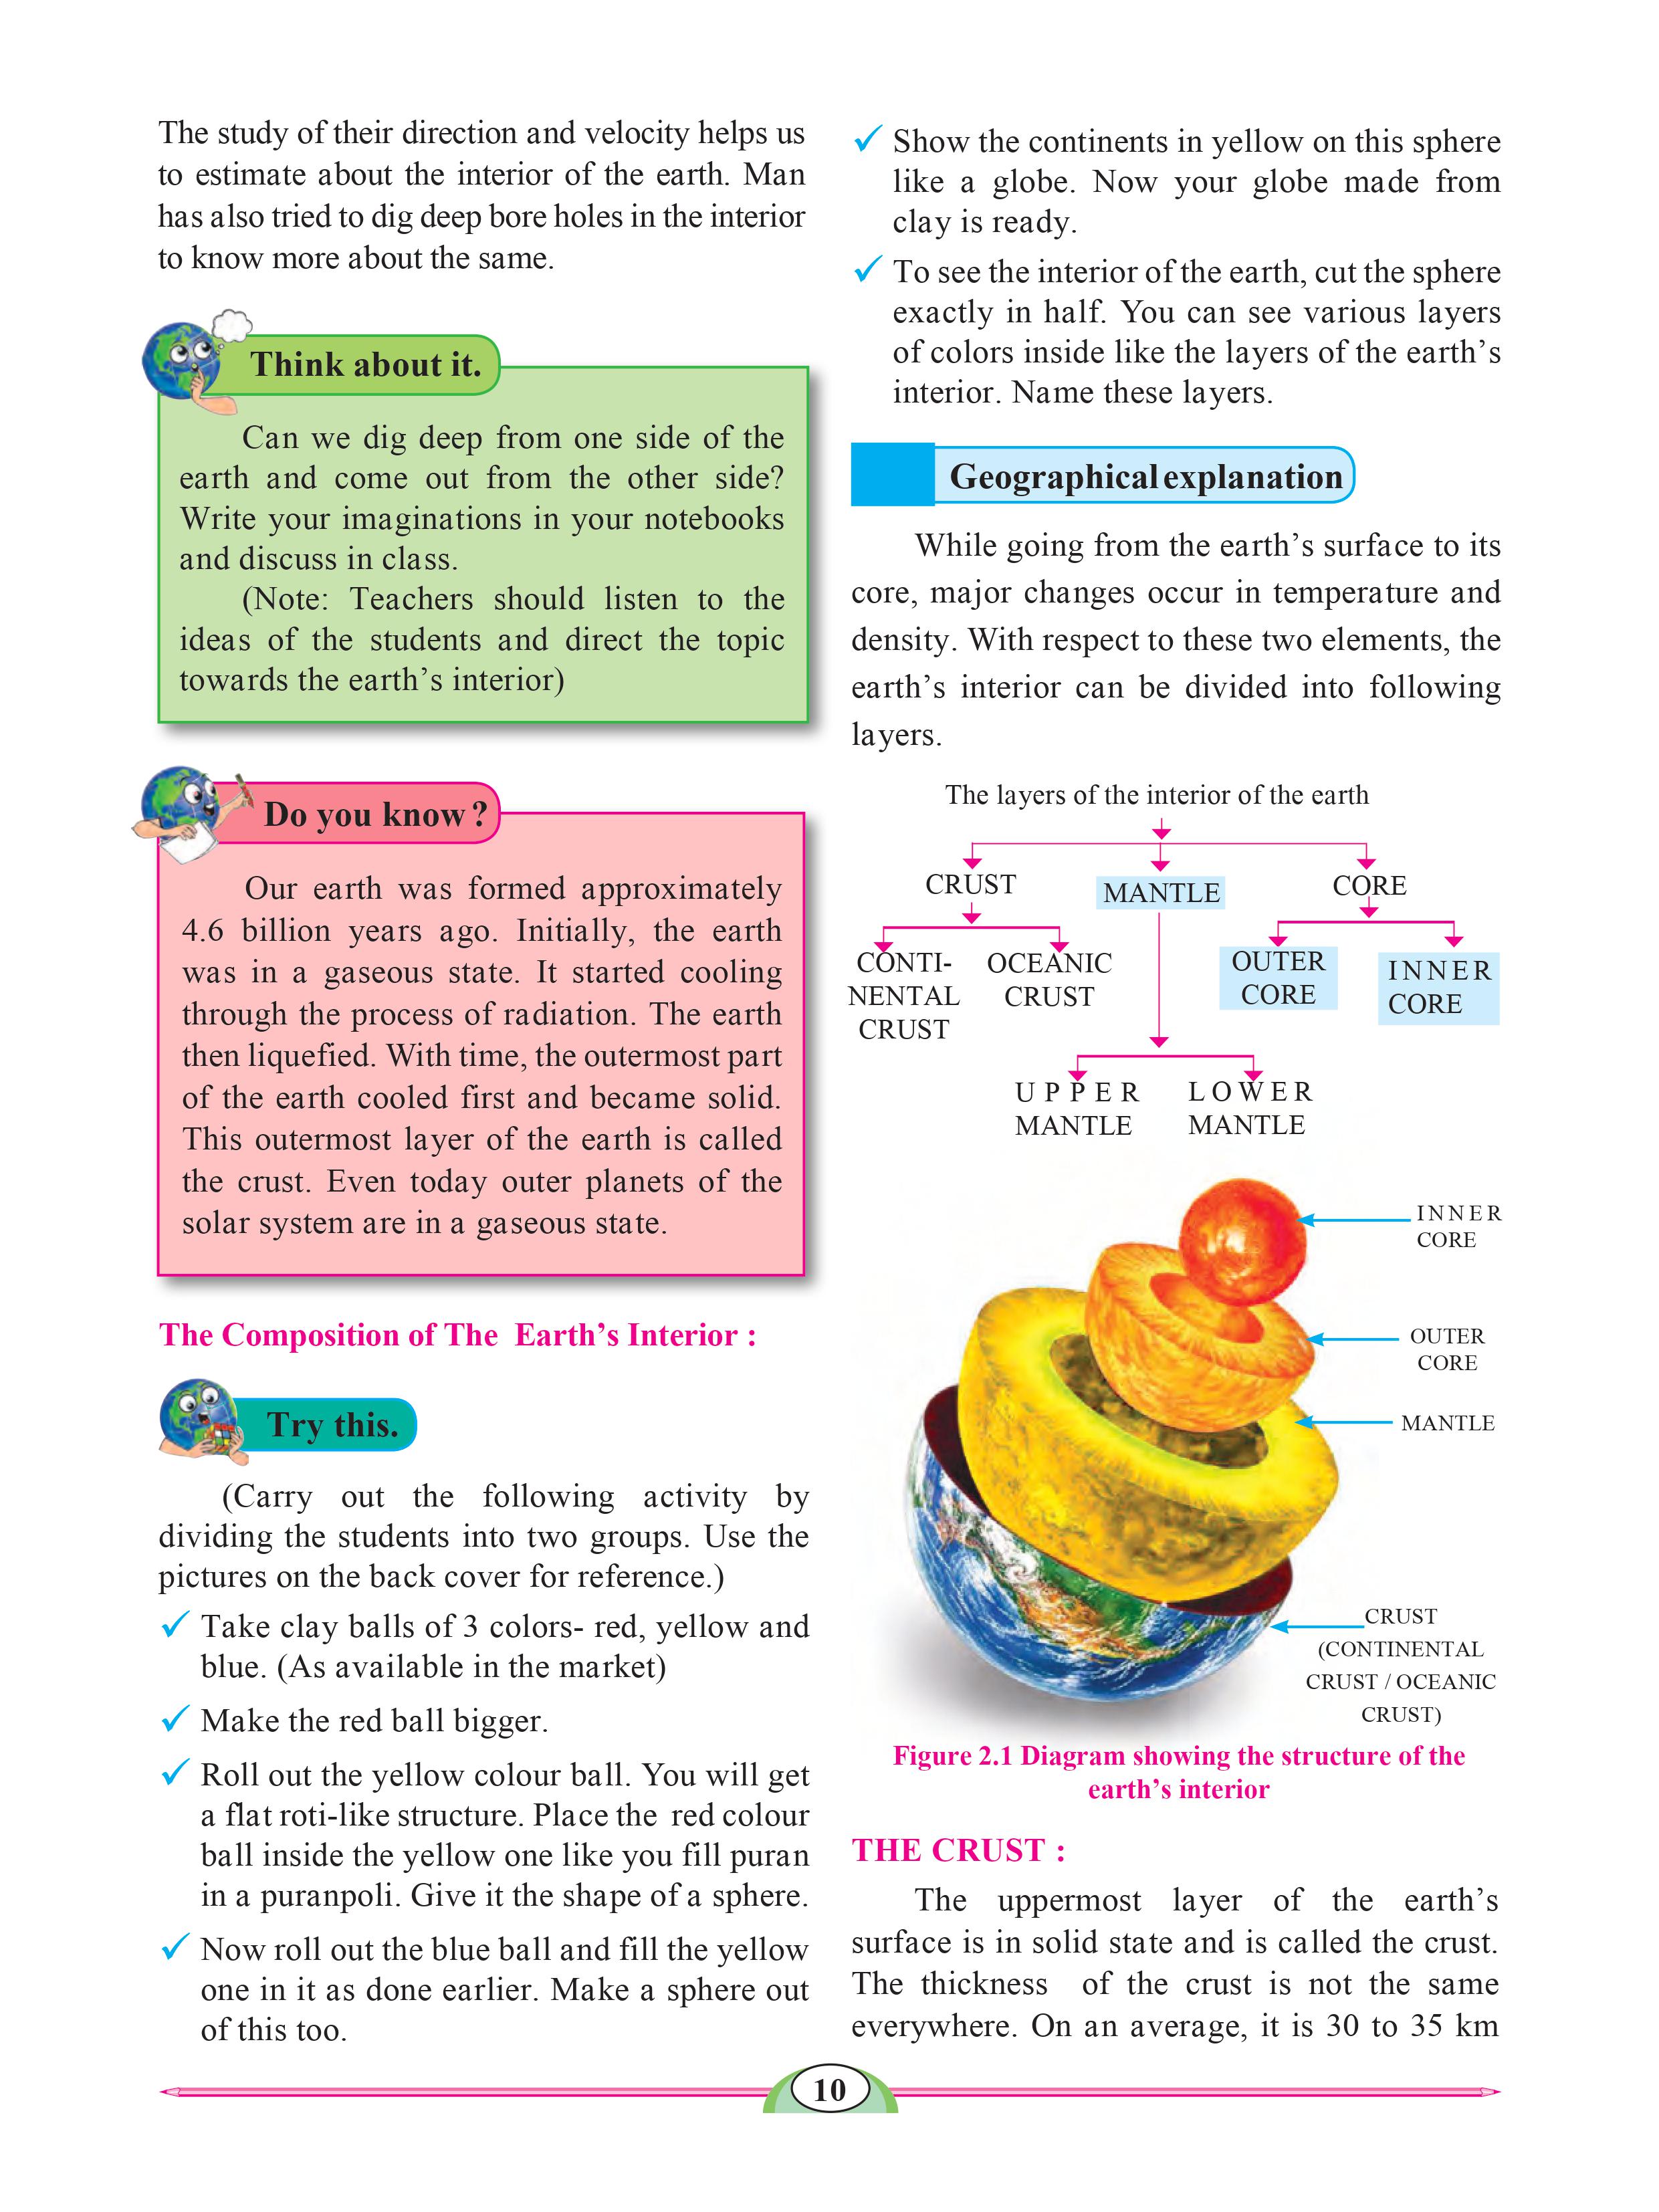 The study of their direction and velocity helps us
to estimate about the interior of the earth. Man
has also tried to dig deep bore holes in the interior
to know more about the same.
Think about it.
Can we dig deep from one side of the
earth and come out from the other side?
Write your imaginations in your notebooks
and discuss in class.
(Note: Teachers should listen to the
ideas of the students and direct the topic
towards the earth's interior)
Do you know ?
Our earth was formed approximately
4.6 billion years ago. Initially, the earth
was in a gaseous state. It started cooling
through the process of radiation. The earth
then liquefied. With time, the outermost part
of the earth cooled first and became solid.
This outermost layer of the earth is called
the crust. Even today outer planets of the
solar system are in a gaseous state.
The Composition of The Earth's Interior :
Try this.
(Carry out the following activity by
dividing the students into two groups. Use the
pictures on the back cover for reference.)
✓ Take clay balls of 3 colors- red, yellow and
blue. (As available in the market)
✓ Make the red ball bigger.
✓ Roll out the yellow colour ball. You will get
a flat roti-like structure. Place the red colour
ball inside the yellow one like you fill puran
in a puranpoli. Give it the shape of a sphere.
✓ Now roll out the blue ball and fill the yellow
one in it as done earlier. Make a sphere out
of this too.
✓ Show the continents in yellow on this sphere
like a globe. Now your globe made from
clay is ready.
✓ To see the interior of the earth, cut the sphere
exactly in half. You can see various layers
of colors inside like the layers of the earth's
interior. Name these layers.
Geographical explanation
While going from the earth's surface to its
core, major changes occur in temperature and
density. With respect to these two elements, the
earth's interior can be divided into following
layers.
The layers of the interior of the earth
CRUST
MANTLE
CORE
CONTI-
NENTAL
CRUST
OCEANIC
CRUST
OUTER
CORE
INNER
CORE
UPPER
MANTLE
LOWER
MANTLE
INNER
CORE
OUTER
CORE
MANTLE
CRUST
(CONTINENTAL
CRUST / OCEANIC
CRUST)
Figure 2.1 Diagram showing the structure of the
earth's interior
THE CRUST :
The uppermost layer of the earth's
surface is in solid state and is called the crust.
The thickness of the crust is not the same
everywhere. On an average, it is 30 to 35 km
10